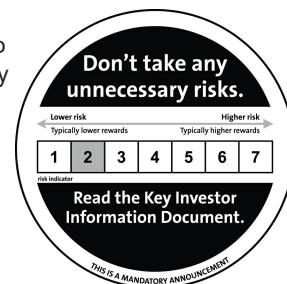 Don't take any
unnecessary risks.
Lower risk Higher risk
Typically lower rewards Typically higher rewards
1 2 3 4 5 6 7
risk indicator
Read the Key Investor
Information Document.
THIS IS A MANDATORY ANNOUNCEMENT